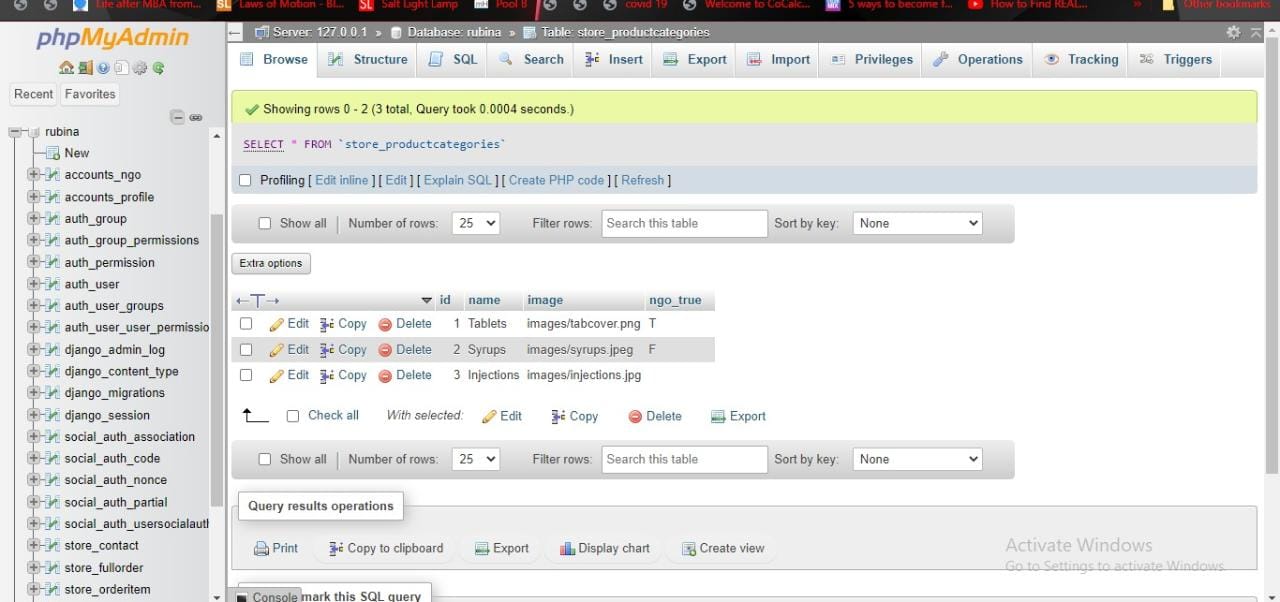 Life after MBA from... SL Laws of Motion - Bl... SL Salt Light Lamp Pool B covid 19 Welcome to CoCalc... 5 ways to become f... How to Find REAL... » Other bookmarks
phpMyAdmin
Recent Favorites
rubina
New
accounts_ngo
accounts_profile
auth_group
auth_group_permissions
auth_permission
auth_user
auth_user_groups
auth_user_user_permissio
django_admin_log
django_content_type
django_migrations
django_session
social_auth_association
social_auth_code
social_auth_nonce
social_auth_partial
social_auth_usersocialauth
store_contact
store_fullorder
store_orderitem
Server: 127.0.0.1 » Database: rubina » Table: store_productcategories
Browse Structure SQL Search Insert Export Import Privileges Operations Tracking Triggers
Showing rows 0 - 2 (3 total, Query took 0.0004 seconds.)
SELECT * FROM `store_productcategories`
Profiling [ Edit inline ] [ Edit ] [ Explain SQL ] [ Create PHP code ] [ Refresh ]
Show all | Number of rows: 25 Filter rows: Search this table Sort by key: None
Extra options
←T→ id name image ngo_true
Edit Copy Delete 1 Tablets images/tabcover.png T
Edit Copy Delete 2 Syrups images/syrups.jpeg F
Edit Copy Delete 3 Injections images/injections.jpg
Check all With selected: Edit Copy Delete Export
Show all | Number of rows: 25 Filter rows: Search this table Sort by key: None
Query results operations
Print Copy to clipboard Export Display chart Create view
Activate Windows
Go to Settings to activate Windows.
Console mark this SQL query